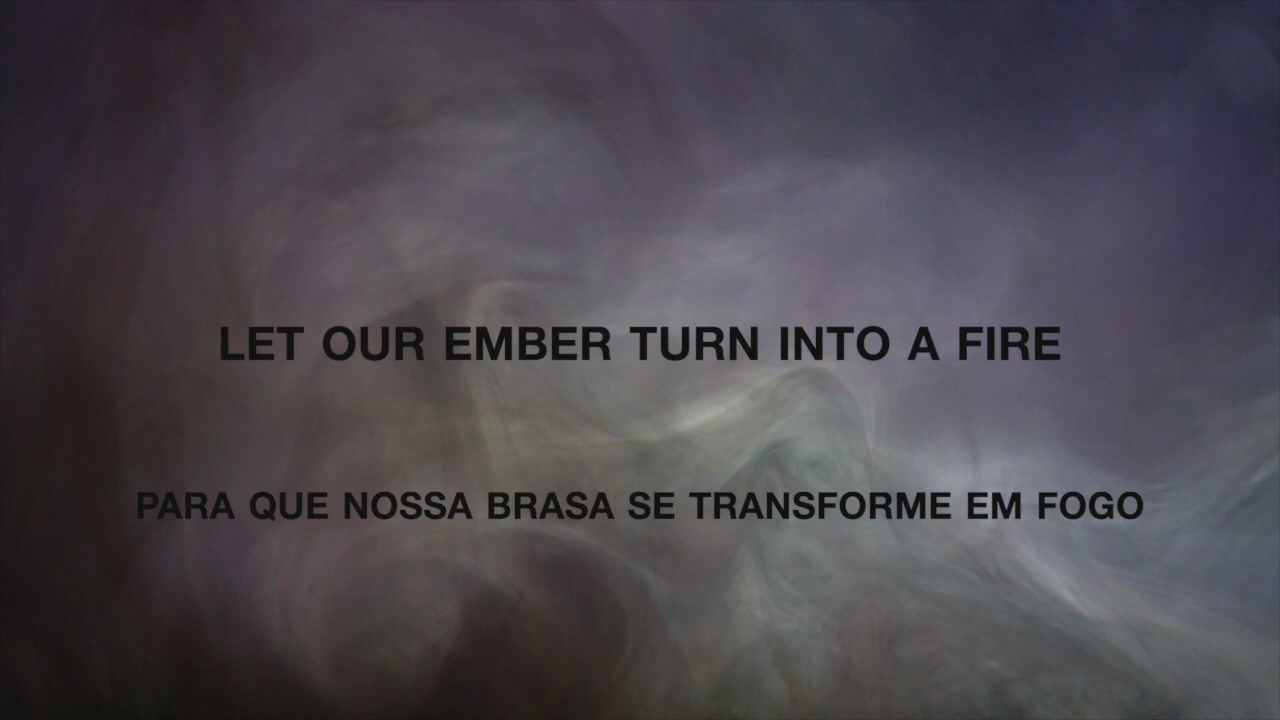 LET OUR EMBER TURN INTO A FIRE
PARA QUE NOSSA BRASA SE TRANSFORME EM FOGO